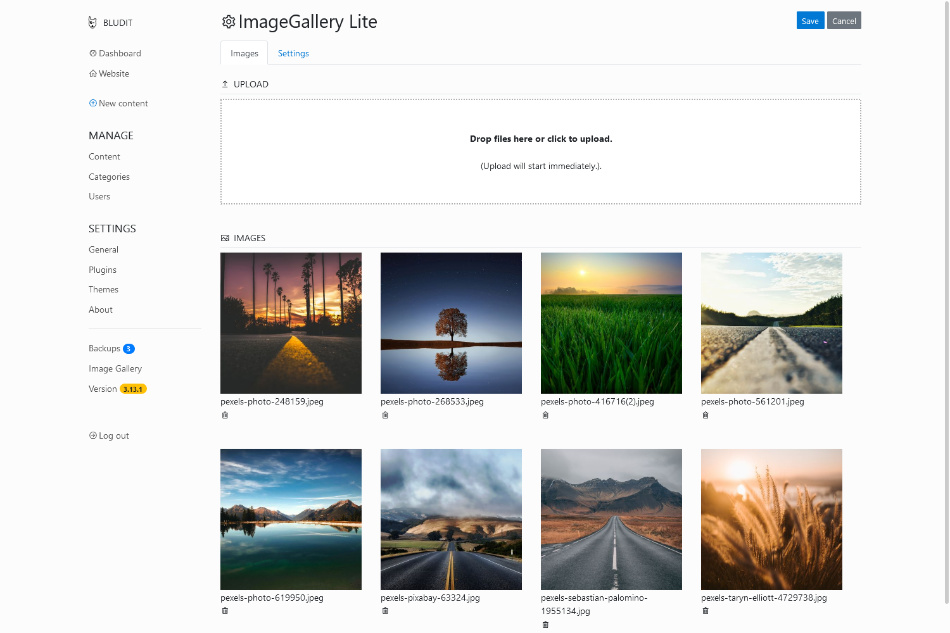 BLUDIT
Dashboard
Website
New content
MANAGE
Content
Categories
Users
SETTINGS
General
Plugins
Themes
About
Backups 3
Image Gallery
Version 3.13.1
Log out
ImageGallery Lite
Save Cancel
Images Settings
UPLOAD
Drop files here or click to upload.
(Upload will start immediately.).
IMAGES
pexels-photo-248159.jpeg
pexels-photo-268533.jpeg
pexels-photo-416716(2).jpeg
pexels-photo-561201.jpeg
pexels-photo-619950.jpeg
pexels-pixabay-63324.jpg
pexels-sebastian-palomino-
1955134.jpg
pexels-taryn-elliott-4729738.jpg